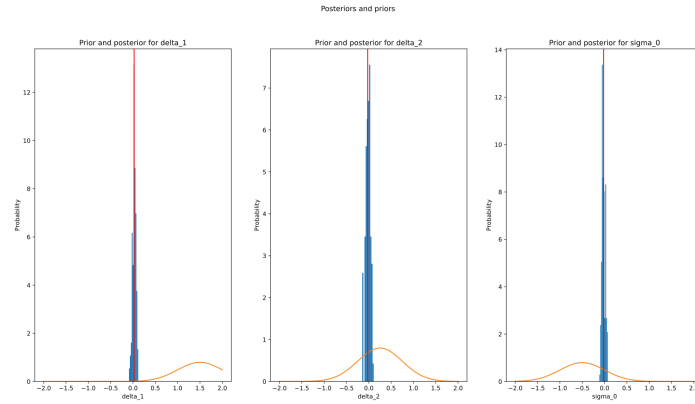 Posteriors and priors
Prior and posterior for delta_1
Prior and posterior for delta_2
Prior and posterior for sigma_0
Probability
12
10
8
6
4
2
0
−2.0 −1.5 −1.0 −0.5 0.0 0.5 1.0 1.5 2.0
delta_1
Probability
7
6
5
4
3
2
1
0
−2.0 −1.5 −1.0 −0.5 0.0 0.5 1.0 1.5 2.0
delta_2
Probability
14
12
10
8
6
4
2
0
−2.0 −1.5 −1.0 −0.5 0.0 0.5 1.0 1.5
sigma_0